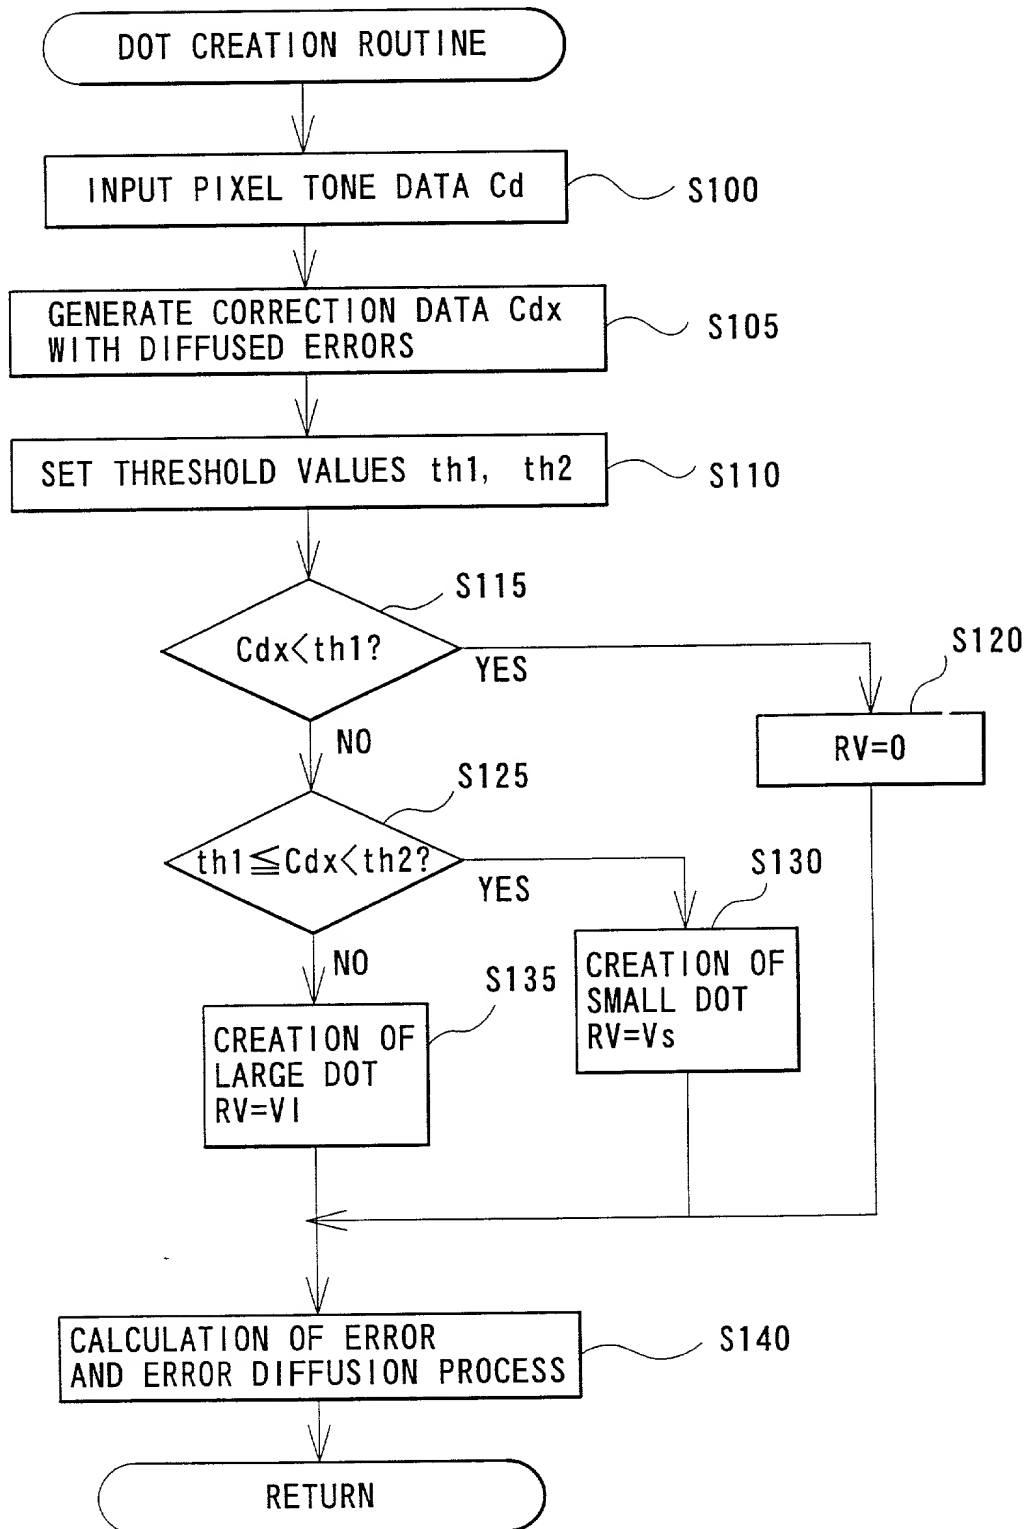 DOT CREATION ROUTINE
INPUT PIXEL TONE DATA Cd
S100
GENERATE CORRECTION DATA Cdx
WITH DIFFUSED ERRORS
S105
SET THRESHOLD VALUES th1, th2
S110
S115
Cdx<th1?
YES
S120
RV=0
NO
S125
th1≦Cdx<th2?
YES
S130
CREATION OF
SMALL DOT
RV=Vs
NO
S135
CREATION OF
LARGE DOT
RV=Vl
CALCULATION OF ERROR
AND ERROR DIFFUSION PROCESS
S140
RETURN